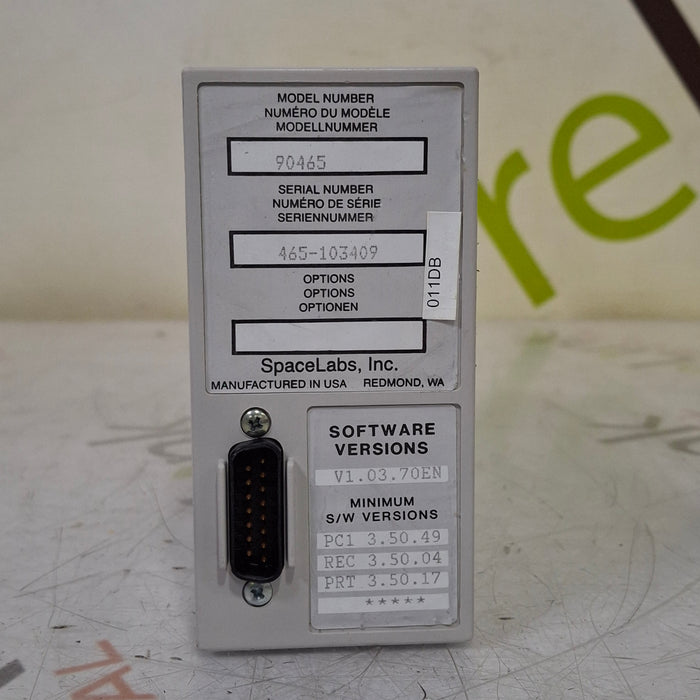 MODEL NUMBER
NUMÉRO DU MODÈLE
MODELLNUMMER
90465
SERIAL NUMBER
NUMÉRO DE SÉRIE
SERIENNUMMER
465-103409
011DB
OPTIONS
OPTIONS
OPTIONEN
SpaceLabs, Inc.
MANUFACTURED IN USA REDMOND, WA
SOFTWARE
VERSIONS
V1.03.70EN
MINIMUM
S/W VERSIONS
PC1 3.50.49
REC 3.50.04
PRT 3.50.17
*****
re
AL